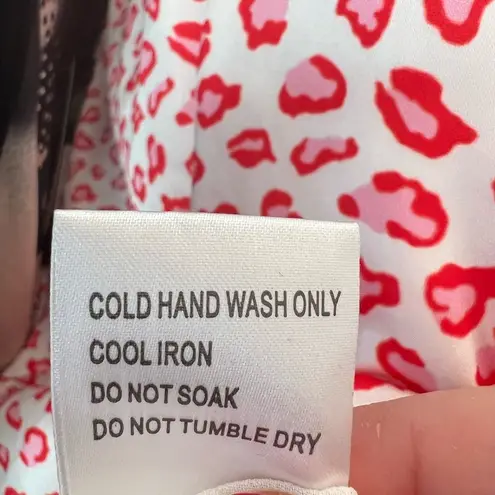 COLD HAND WASH ONLY
COOL IRON
DO NOT SOAK
DO NOT TUMBLE DRY